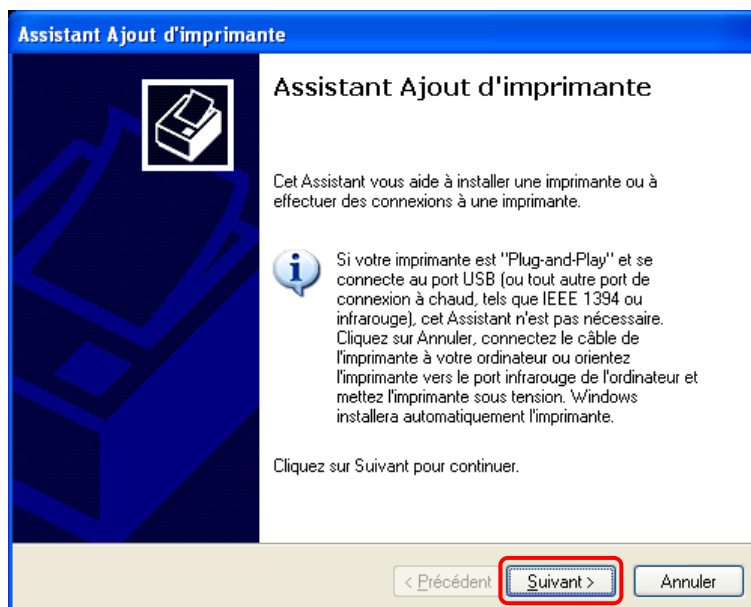 Assistant Ajout d'imprimante
Assistant Ajout d'imprimante
Cet Assistant vous aide à installer une imprimante ou à
effectuer des connexions à une imprimante.
Si votre imprimante est "Plug-and-Play" et se
connecte au port USB (ou tout autre port de
connexion à chaud, tels que IEEE 1394 ou
infrarouge), cet Assistant n'est pas nécessaire.
Cliquez sur Annuler, connectez le câble de
l'imprimante à votre ordinateur ou orientez
l'imprimante vers le port infrarouge de l'ordinateur et
mettez l'imprimante sous tension. Windows
installera automatiquement l'imprimante.
Cliquez sur Suivant pour continuer.
< Précédent Suivant > Annuler